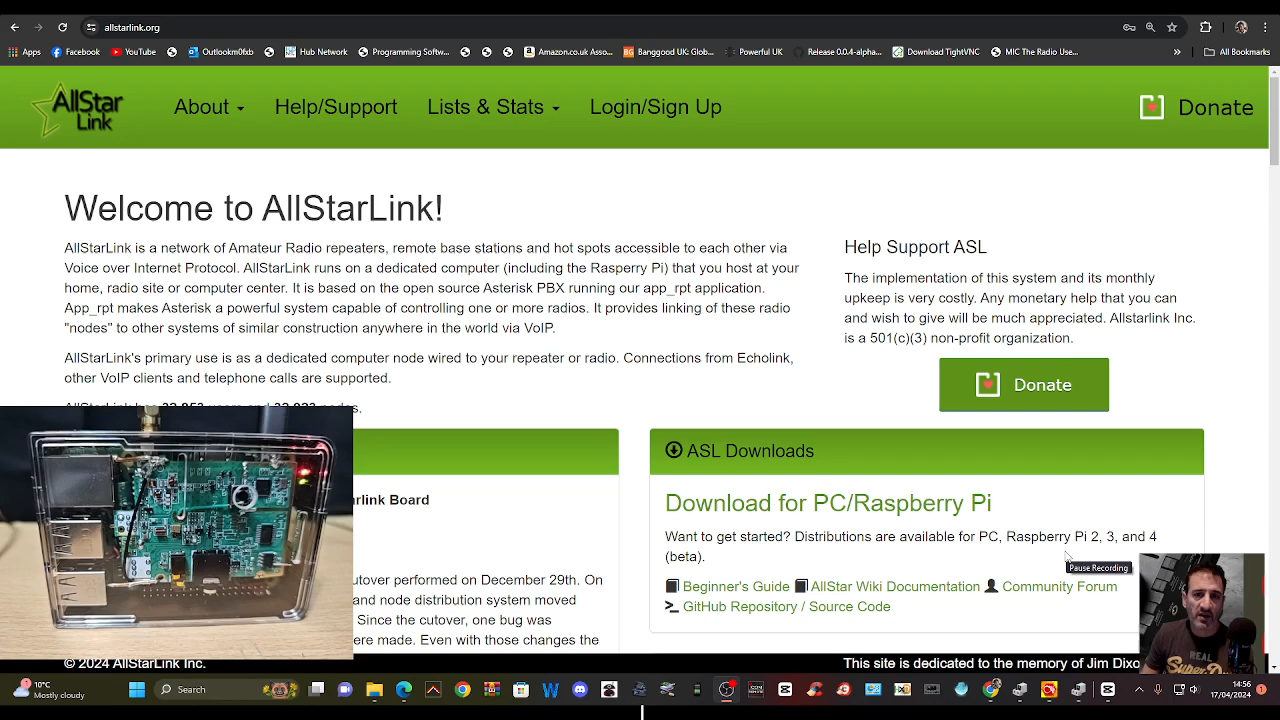 allstarlink.org
Apps
Facebook
YouTube
Outlookm0kxb
Hub Network
Programming Softw...
Amazon.co.uk Asso...
Banggood UK Glob...
Powerful UK
Release 0.0.4-alpha...
Download TightVNC
MIC The Radio Use...
»
All Bookmarks
AllStar
Link
About
Help/Support
Lists & Stats
Login/Sign Up
Donate
Welcome to AllStarLink!
AllStarLink is a network of Amateur Radio repeaters, remote base stations and hot spots accessible to each other via
Voice over Internet Protocol. AllStarLink runs on a dedicated computer (including the Rasperry Pi) that you host at your
home, radio site or computer center. It is based on the open source Asterisk PBX running our app_rpt application.
App_rpt makes Asterisk a powerful system capable of controlling one or more radios. It provides linking of these radio
"nodes" to other systems of similar construction anywhere in the world via VoIP.
AllStarLink's primary use is as a dedicated computer node wired to your repeater or radio. Connections from Echolink,
other VoIP clients and telephone calls are supported.
Help Support ASL
The implementation of this system and its monthly
upkeep is very costly. Any monetary help that you can
and wish to give will be much appreciated. Allstarlink Inc.
is a 501(c)(3) non-profit organization.
Donate
starlink Board
cutover performed on December 29th. On
and node distribution system moved
Since the cutover, one bug was
were made. Even with those changes the
ASL Downloads
Download for PC/Raspberry Pi
Want to get started? Distributions are available for PC, Raspberry Pi 2, 3, and 4
(beta).
Pause Recording
Beginner's Guide AllStar Wiki Documentation Community Forum
GitHub Repository / Source Code
REAL
© 2024 AllStarLink Inc.
This site is dedicated to the memory of Jim Dixo
10°C
Mostly cloudy
Search
14:56
17/04/2024